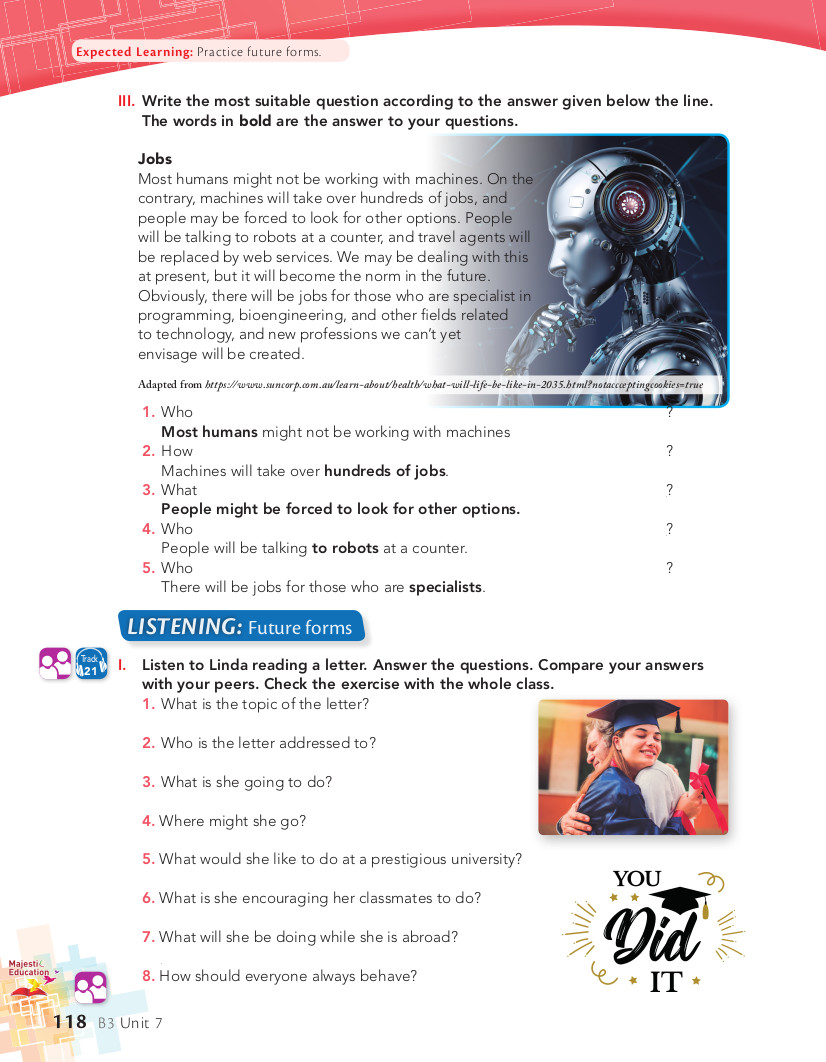 Expected Learning: Practice future forms.
III. Write the most suitable question according to the answer given below the line.
The words in bold are the answer to your questions.
Jobs
Most humans might not be working with machines. On the
contrary, machines will take over hundreds of jobs, and
people may be forced to look for other options. People
will be talking to robots at a counter, and travel agents will
be replaced by web services. We may be dealing with this
at present, but it will become the norm in the future.
Obviously, there will be jobs for those who are specialist in
programming, bioengineering, and other fields related
to technology, and new professions we can't yet
envisage will be created.
Adapted from https://www.suncorp.com.au/learn-about/health/what-will-life-be-like-in-2035.html?notaccceptingcookies=true
1. Who ?
Most humans might not be working with machines
2. How ?
Machines will take over hundreds of jobs.
3. What ?
People might be forced to look for other options.
4. Who ?
People will be talking to robots at a counter.
5. Who ?
There will be jobs for those who are specialists.
LISTENING: Future forms
Track
21
I. Listen to Linda reading a letter. Answer the questions. Compare your answers
with your peers. Check the exercise with the whole class.
1. What is the topic of the letter?
2. Who is the letter addressed to?
3. What is she going to do?
4. Where might she go?
5. What would she like to do at a prestigious university?
6. What is she encouraging her classmates to do?
7. What will she be doing while she is abroad?
8. How should everyone always behave?
YOU
Did
IT
Majestic
Education
118 B3 Unit 7